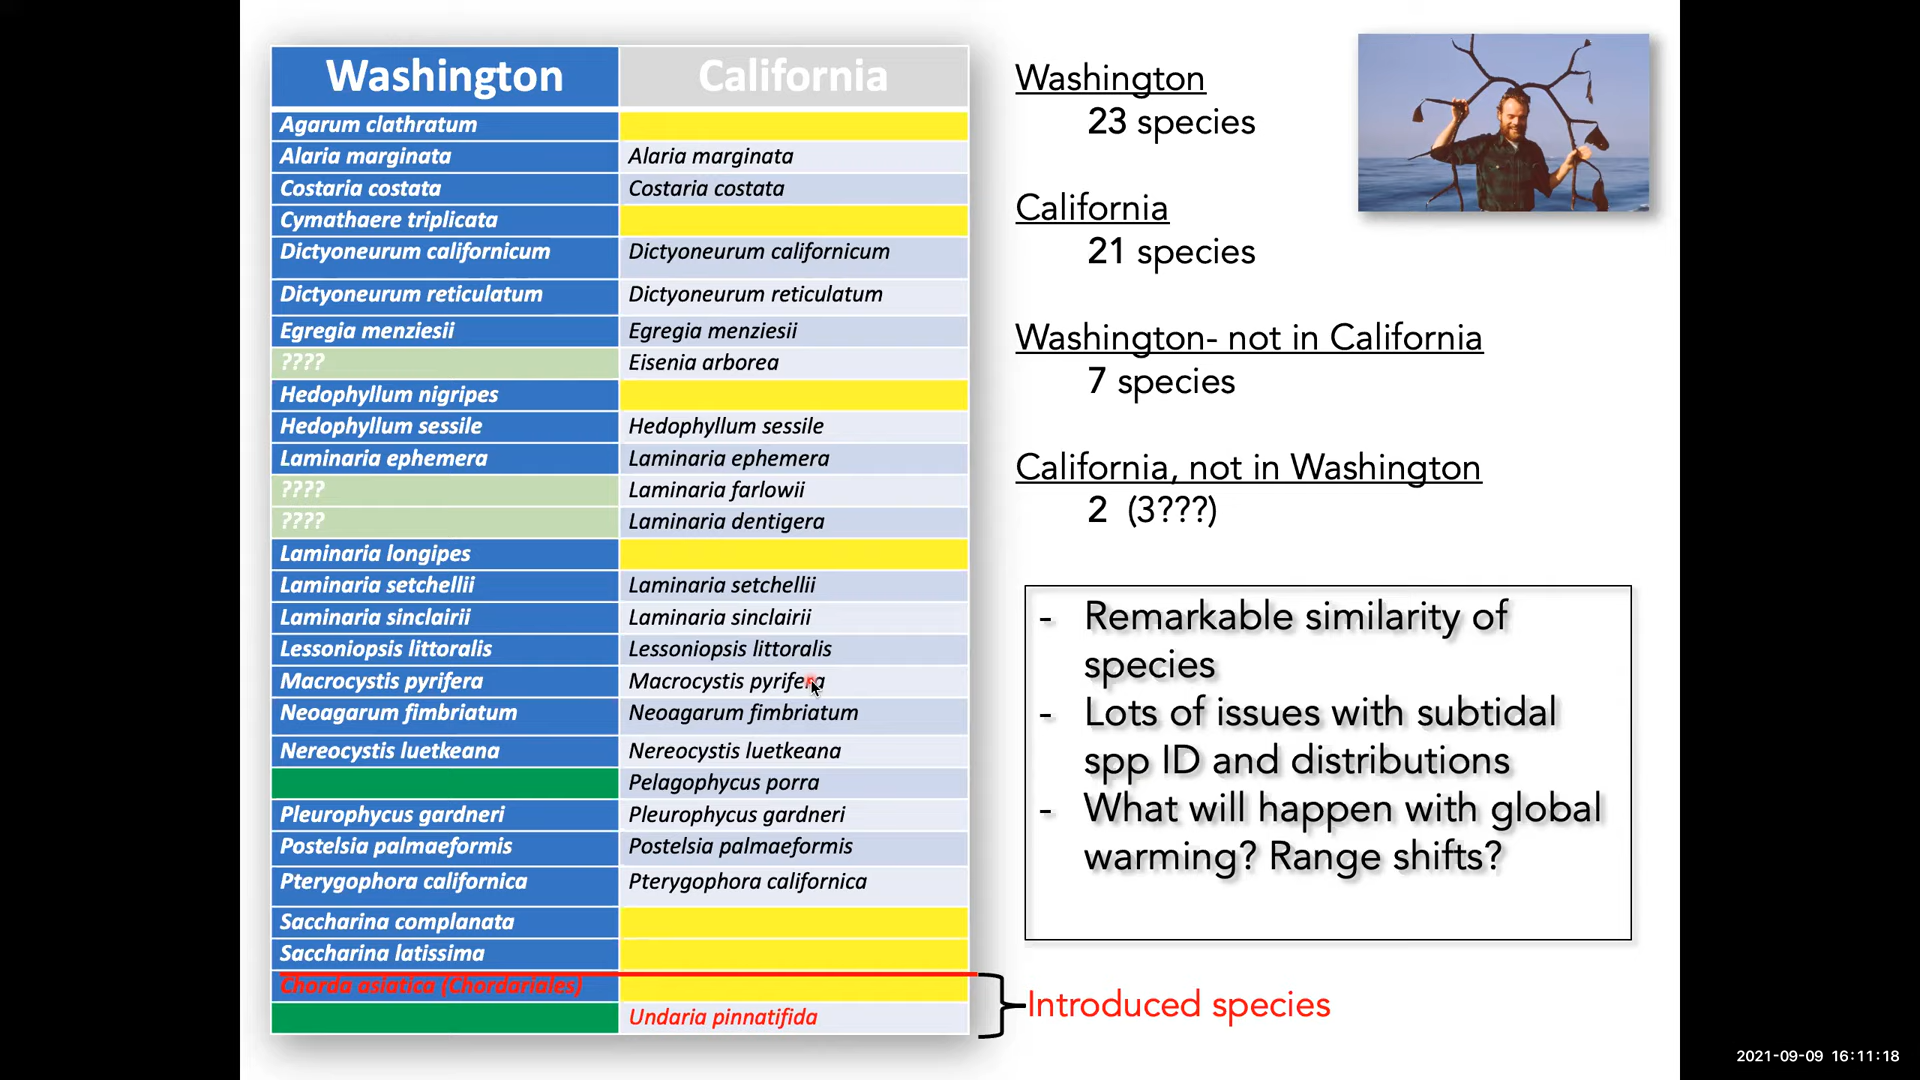 Washington California
Agarum clathratum
Alaria marginata Alaria marginata
Costaria costata Costaria costata
Cymathaere triplicata
Dictyoneurum californicum Dictyoneurum californicum
Dictyoneurum reticulatum Dictyoneurum reticulatum
Egregia menziesii Egregia menziesii
???? Eisenia arborea
Hedophyllum nigripes
Hedophyllum sessile Hedophyllum sessile
Laminaria ephemera Laminaria ephemera
???? Laminaria farlowii
???? Laminaria dentigera
Laminaria longipes
Laminaria setchellii Laminaria setchellii
Laminaria sinclairii Laminaria sinclairii
Lessoniopsis littoralis Lessoniopsis littoralis
Macrocystis pyrifera Macrocystis pyrifera
Neoagarum fimbriatum Neoagarum fimbriatum
Nereocystis luetkeana Nereocystis luetkeana
Pelagophycus porra
Pleurophycus gardneri Pleurophycus gardneri
Postelsia palmaeformis Postelsia palmaeformis
Pterygophora californica Pterygophora californica
Saccharina complanata
Saccharina latissima
Chorda asiatica (Chordariales)
Undaria pinnatifida
Washington
23 species
California
21 species
Washington- not in California
7 species
California, not in Washington
2 (3???)
- Remarkable similarity of
species
- Lots of issues with subtidal
spp ID and distributions
- What will happen with global
warming? Range shifts?
Introduced species
2021-09-09 16:11:18